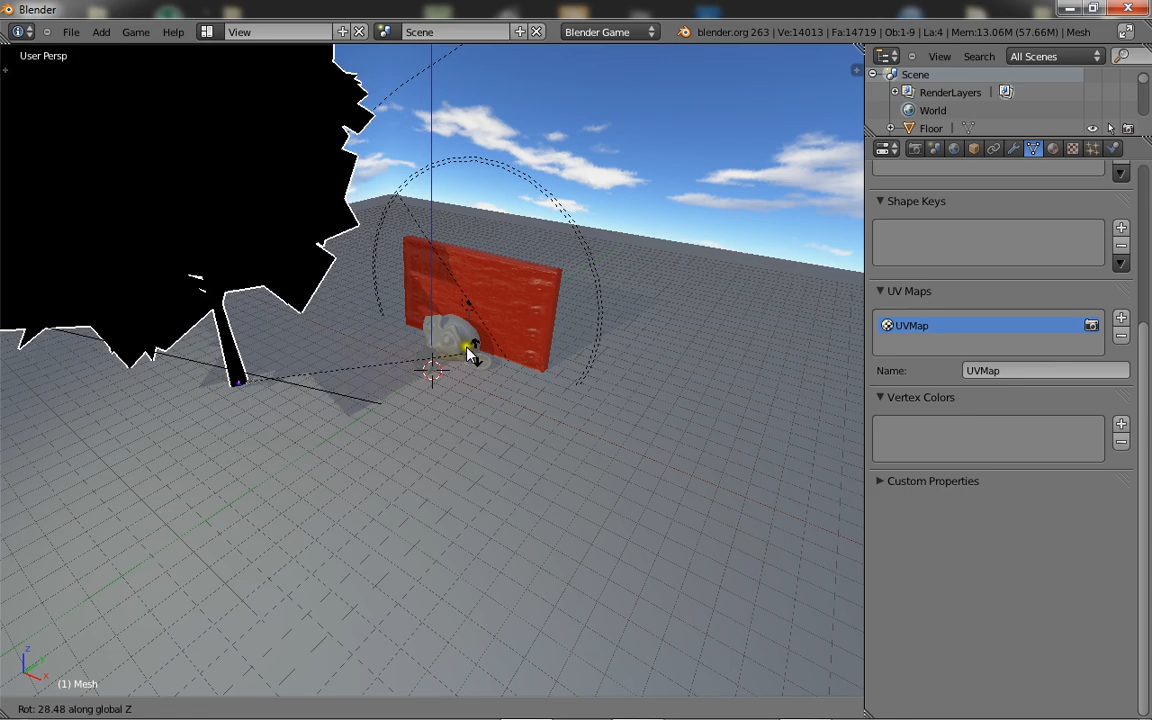 Blender
File Add Game Help View Scene Blender Game blender.org 263 | Ve:14013 | Fa:14719 | Ob:1-9 | La:4 | Mem:13.06M (57.66M) | Mesh
User Persp
View Search All Scenes
Scene
RenderLayers
World
Floor
Shape Keys
UV Maps
UVMap
Name: UVMap
Vertex Colors
Custom Properties
z
y
x
(1) Mesh
Rot: 28.48 along global Z